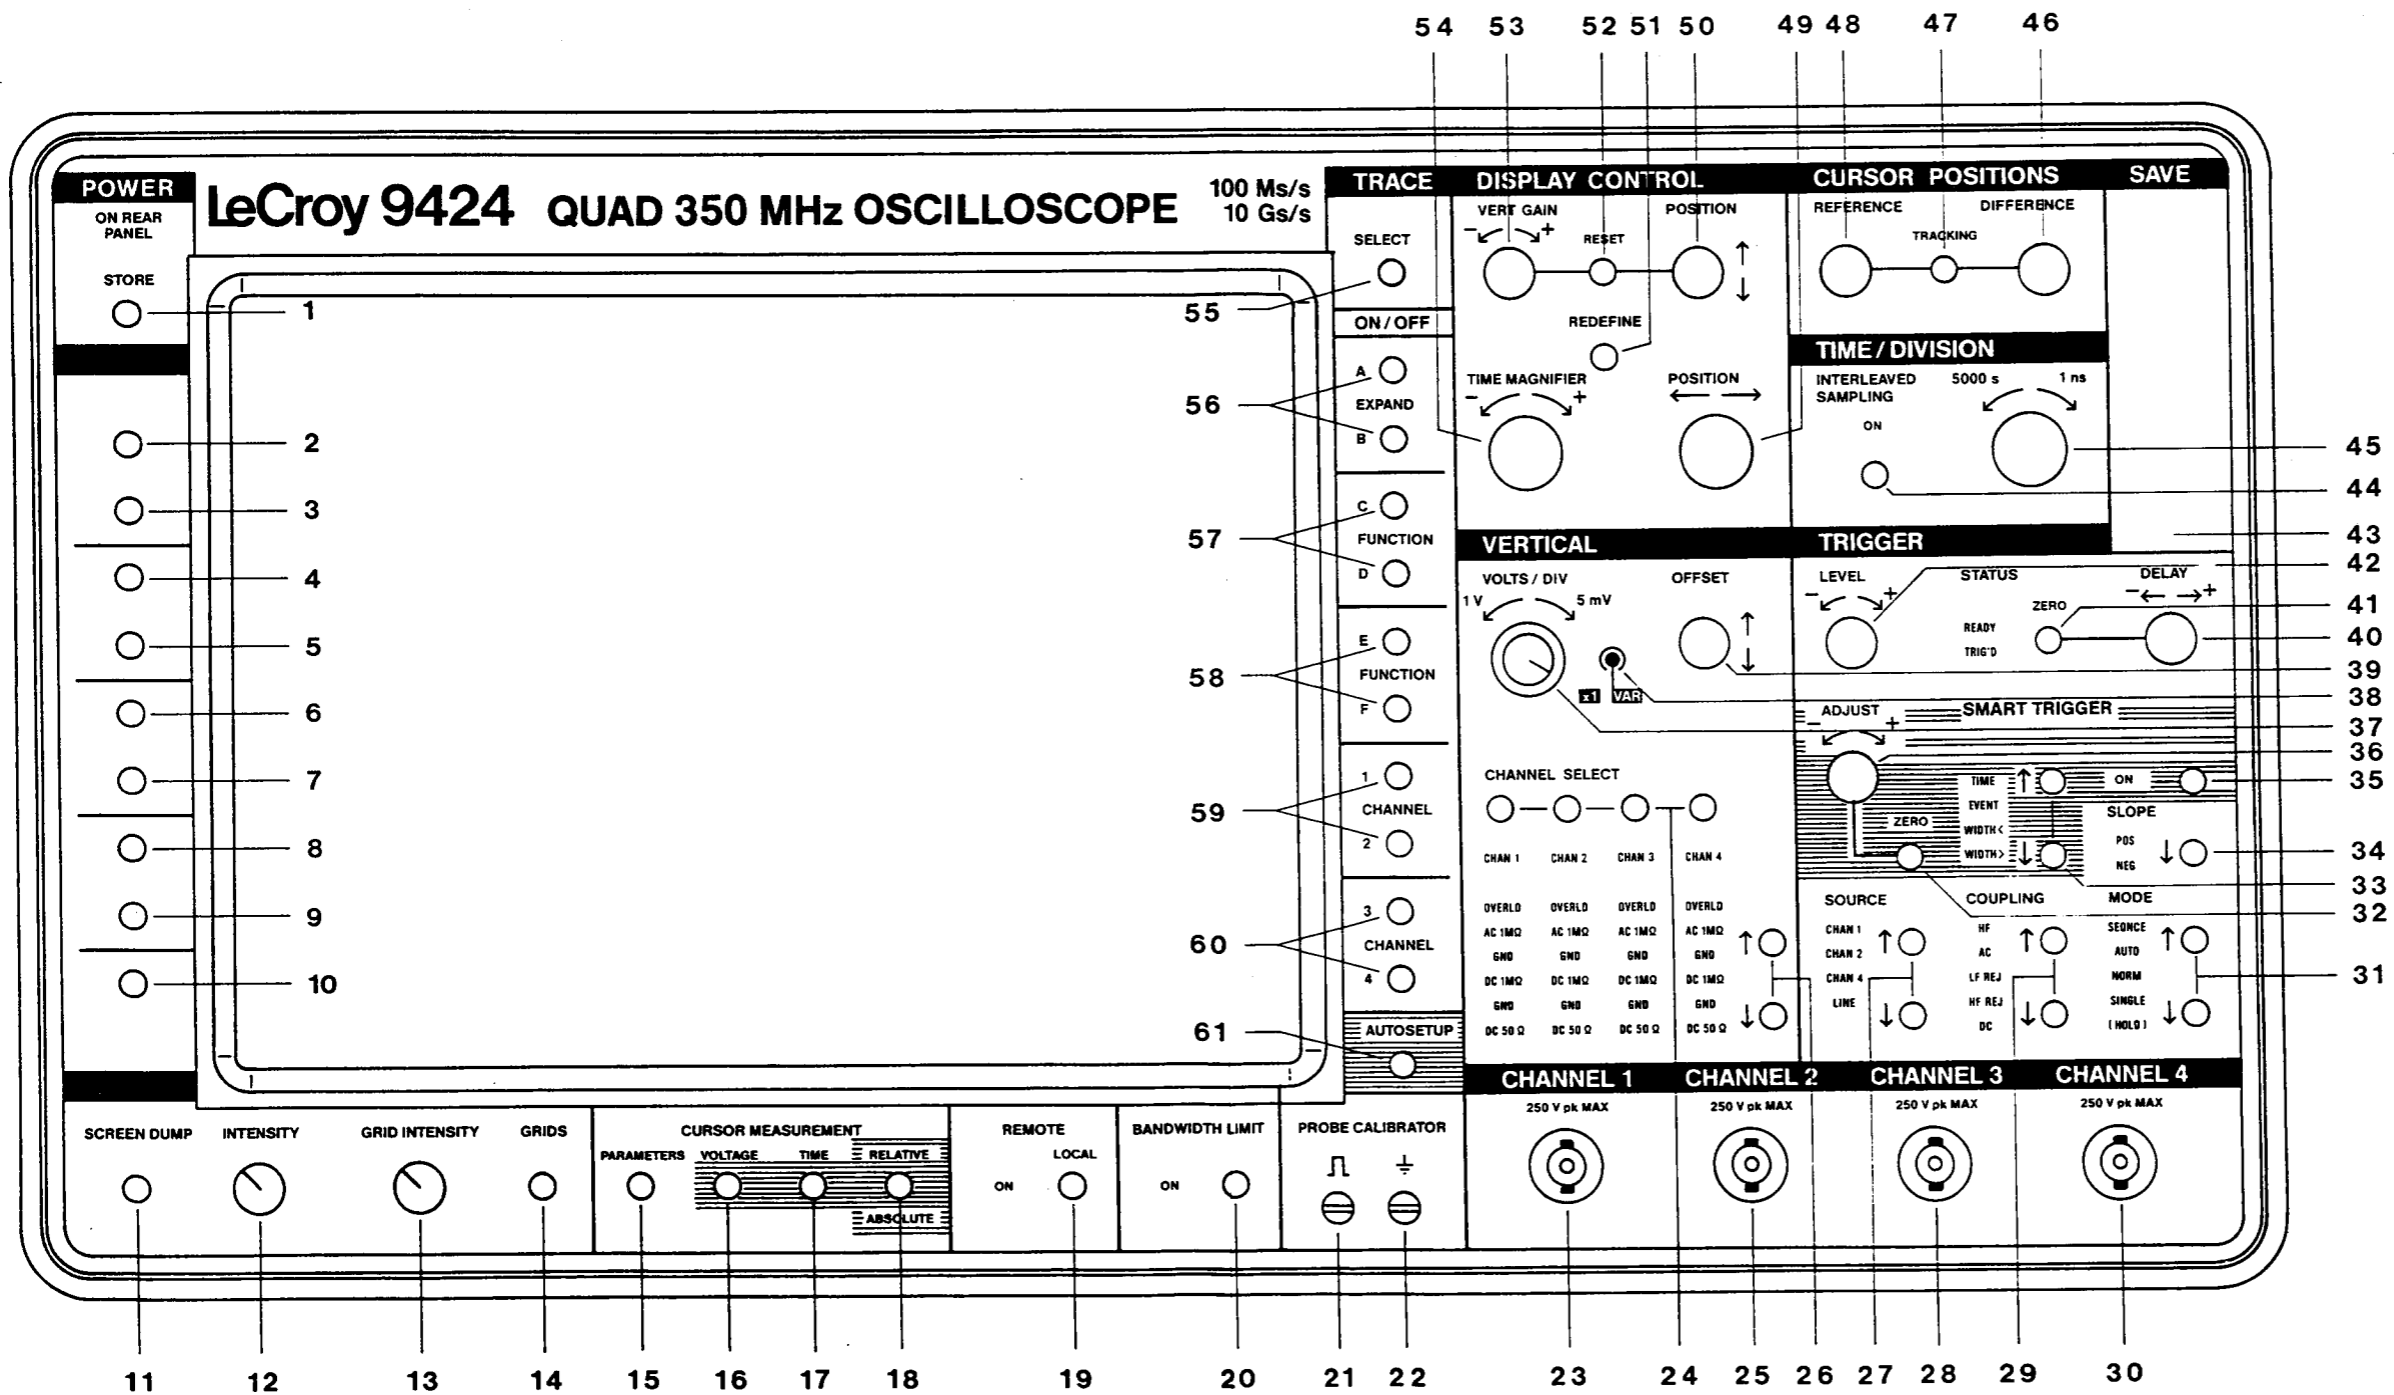 54 53 52 51 50 49 48 47 46
POWER
ON REAR
PANEL
STORE
LeCroy 9424 QUAD 350 MHz OSCILLOSCOPE
100 Ms/s
10 Gs/s
1
2
3
4
5
6
7
8
9
10
TRACE
SELECT
55
ON / OFF
A
56 EXPAND
B
C
57 FUNCTION
D
E
58 FUNCTION
F
1
59 CHANNEL
2
3
60 CHANNEL
4
AUTOSETUP
61
DISPLAY CONTROL
VERT GAIN POSITION
- +
RESET
↑
↓
REDEFINE
TIME MAGNIFIER POSITION
- + ← →
CURSOR POSITIONS
REFERENCE DIFFERENCE
TRACKING
SAVE
TIME / DIVISION
INTERLEAVED
SAMPLING
5000 s 1 ns
ON
45
44
43
42
41
40
39
38
37
36
35
34
33
32
31
VERTICAL
VOLTS / DIV OFFSET
1 V 5 mV
↑
↓
x1 VAR
CHANNEL SELECT
CHAN 1 CHAN 2 CHAN 3 CHAN 4
OVERLD OVERLD OVERLD OVERLD
AC 1MΩ AC 1MΩ AC 1MΩ AC 1MΩ ↑
GND GND GND GND
DC 1MΩ DC 1MΩ DC 1MΩ DC 1MΩ
GND GND GND GND
DC 50 Ω DC 50 Ω DC 50 Ω DC 50 Ω ↓
TRIGGER
LEVEL STATUS DELAY
- + - ← → +
ZERO
READY
TRIG'D
ADJUST SMART TRIGGER
- +
TIME ↑ ON
EVENT
ZERO
WIDTH <
WIDTH > ↓
SLOPE
POS
NEG
↓
SOURCE COUPLING MODE
CHAN 1
CHAN 2
CHAN 4
LINE
↑
↓
HF
AC
LF REJ
HF REJ
DC
↑
↓
SEQNCE
AUTO
NORM
SINGLE
(HOLD)
↑
↓
CHANNEL 1 CHANNEL 2 CHANNEL 3 CHANNEL 4
250 V pk MAX 250 V pk MAX 250 V pk MAX 250 V pk MAX
SCREEN DUMP INTENSITY GRID INTENSITY GRIDS
CURSOR MEASUREMENT
PARAMETERS VOLTAGE TIME RELATIVE
ABSOLUTE
REMOTE
LOCAL
ON
BANDWIDTH LIMIT
ON
PROBE CALIBRATOR
11 12 13 14 15 16 17 18 19 20 21 22 23 24 25 26 27 28 29 30